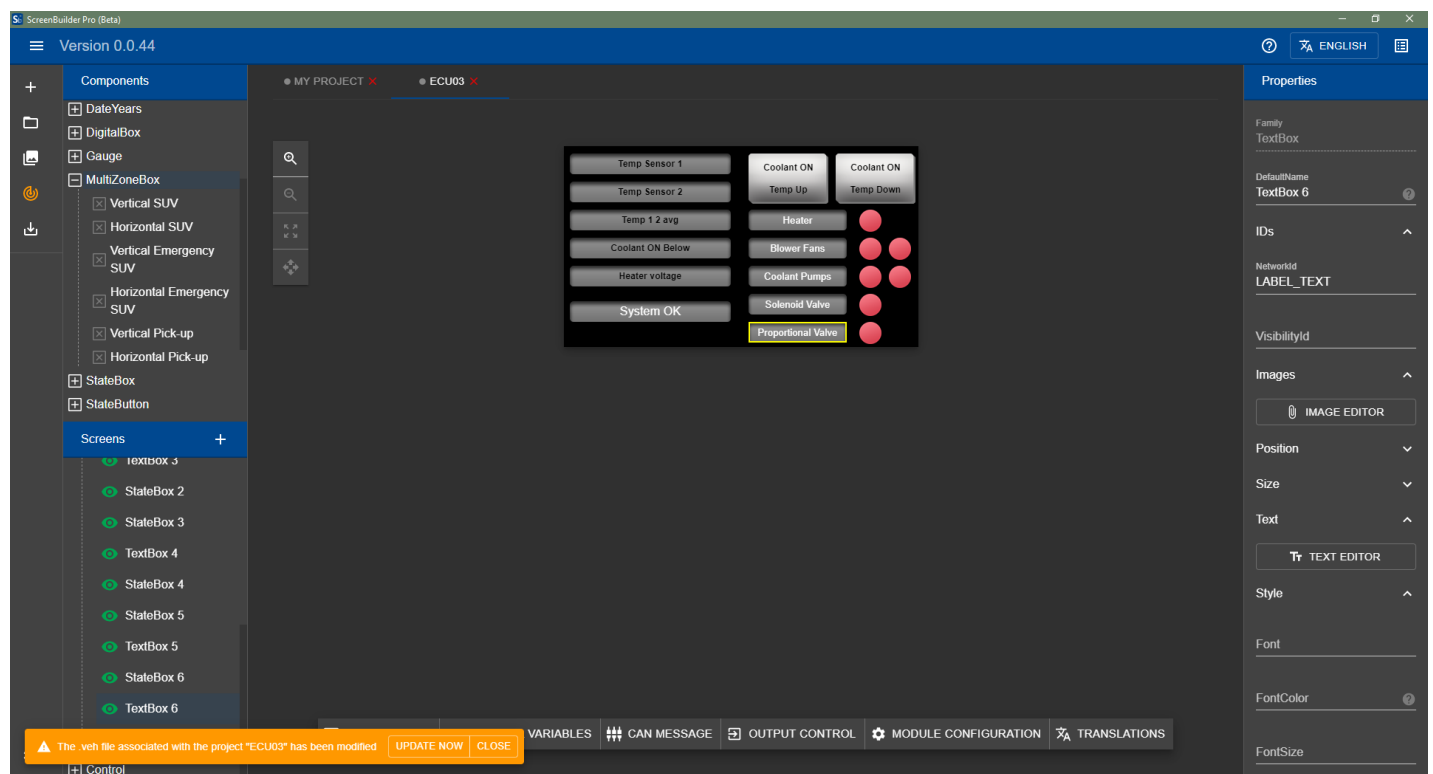 ScreenBuilder Pro (Beta)
Version 0.0.44
ENGLISH
Components
DateYears
DigitalBox
Gauge
MultiZoneBox
Vertical SUV
Horizontal SUV
Vertical Emergency
SUV
Horizontal Emergency
SUV
Vertical Pick-up
Horizontal Pick-up
StateBox
StateButton
Screens
TextBox 3
StateBox 2
StateBox 3
TextBox 4
StateBox 4
StateBox 5
TextBox 5
StateBox 6
TextBox 6
Control
MY PROJECT
ECU03
Temp Sensor 1
Temp Sensor 2
Temp 1 2 avg
Coolant ON Below
Heater voltage
System OK
Coolant ON
Temp Up
Coolant ON
Temp Down
Heater
Blower Fans
Coolant Pumps
Solenoid Valve
Proportional Valve
The .veh file associated with the project "ECU03" has been modified
UPDATE NOW
CLOSE
VARIABLES
CAN MESSAGE
OUTPUT CONTROL
MODULE CONFIGURATION
TRANSLATIONS
Properties
Family
TextBox
DefaultName
TextBox 6
IDs
NetworkId
LABEL_TEXT
VisibilityId
Images
IMAGE EDITOR
Position
Size
Text
TEXT EDITOR
Style
Font
FontColor
FontSize